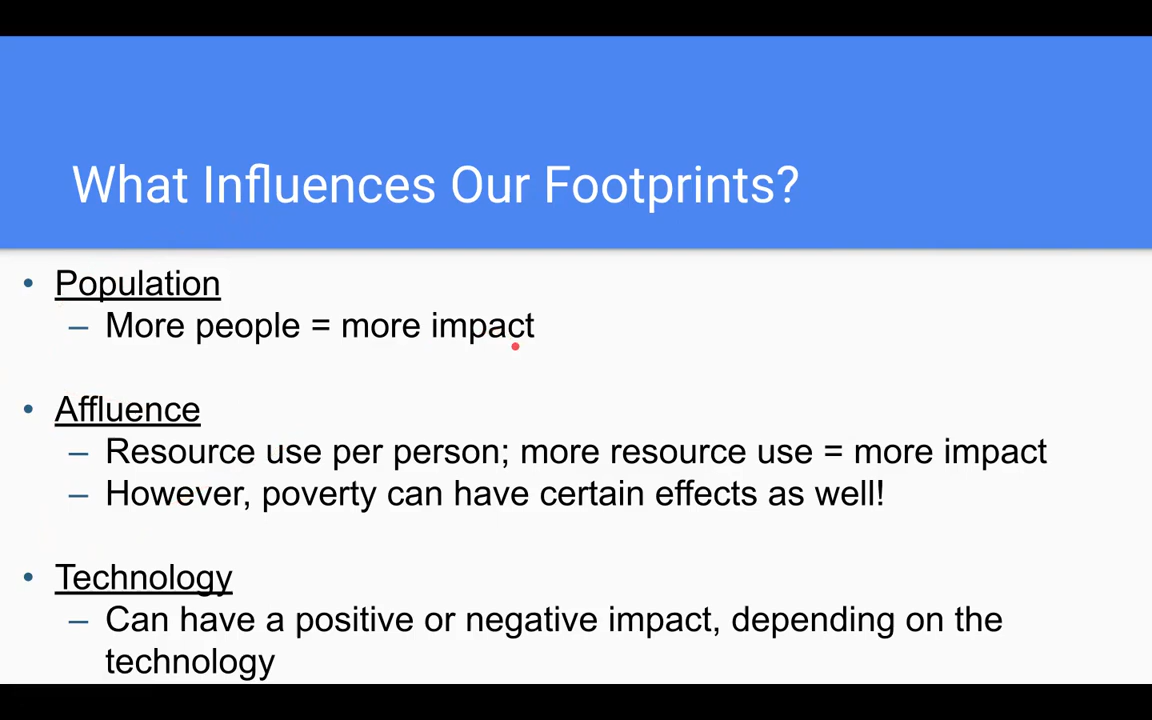 What Influences Our Footprints?
• Population
– More people = more impact
• Affluence
– Resource use per person; more resource use = more impact
– However, poverty can have certain effects as well!
• Technology
– Can have a positive or negative impact, depending on the
technology